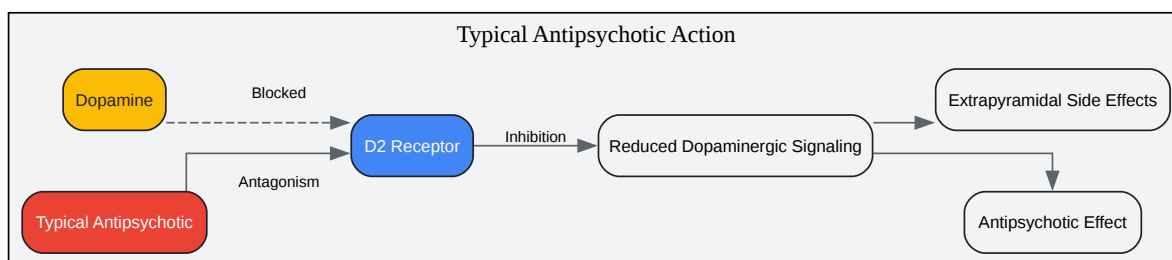 Typical Antipsychotic Action
Dopamine
Blocked
Extrapyramidal Side Effects
D2 Receptor
Inhibition
Reduced Dopaminergic Signaling
Antagonism
Typical Antipsychotic
Antipsychotic Effect